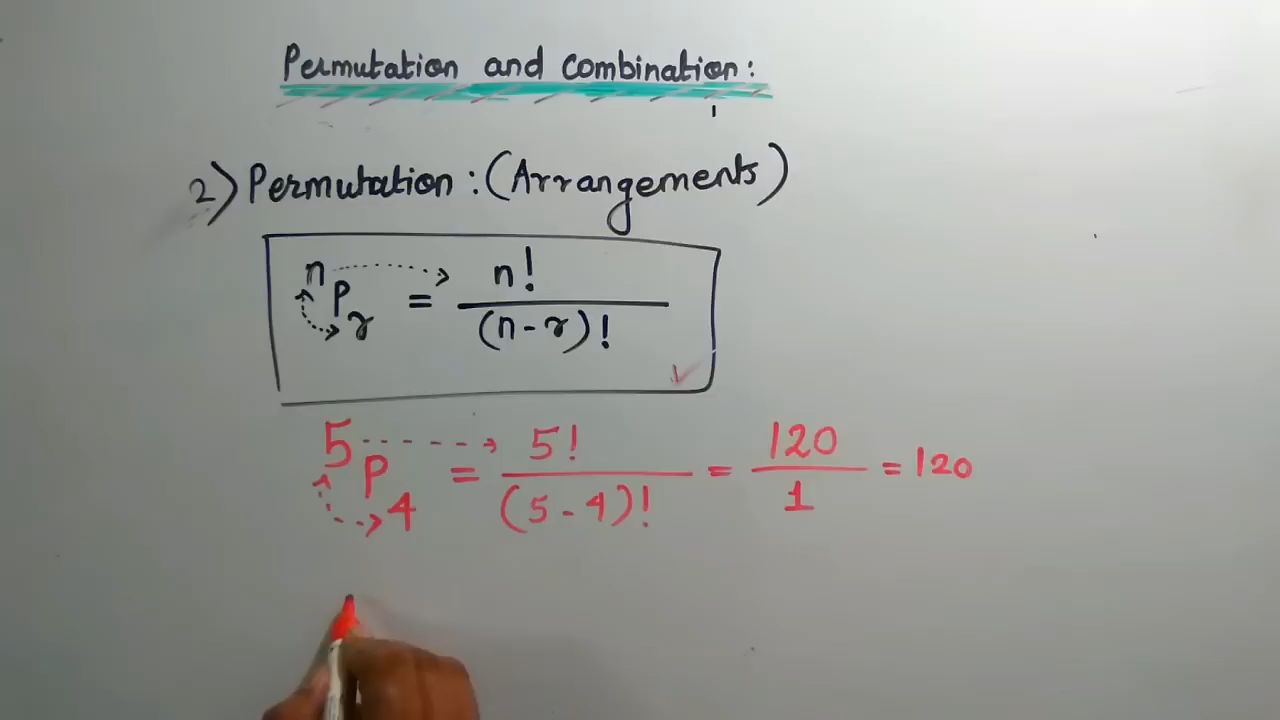 Permutation and combination:
2) Permutation : (Arrangements)
nPr = n! / (n-r)!
5P4 = 5! / (5-4)! = 120 / 1 = 120